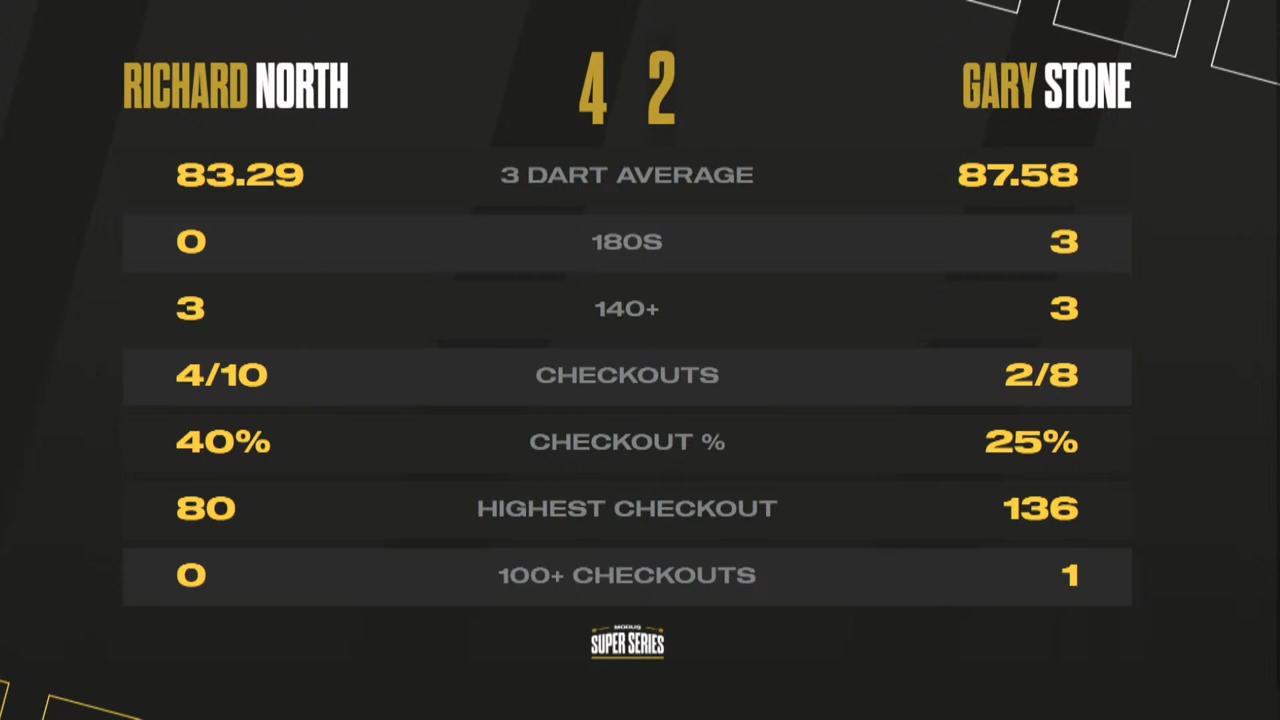 RICHARD NORTH 4 2 GARY STONE
83.29 3 DART AVERAGE 87.58
0 180S 3
3 140+ 3
4/10 CHECKOUTS 2/8
40% CHECKOUT % 25%
80 HIGHEST CHECKOUT 136
0 100+ CHECKOUTS 1
MODUS
SUPER SERIES